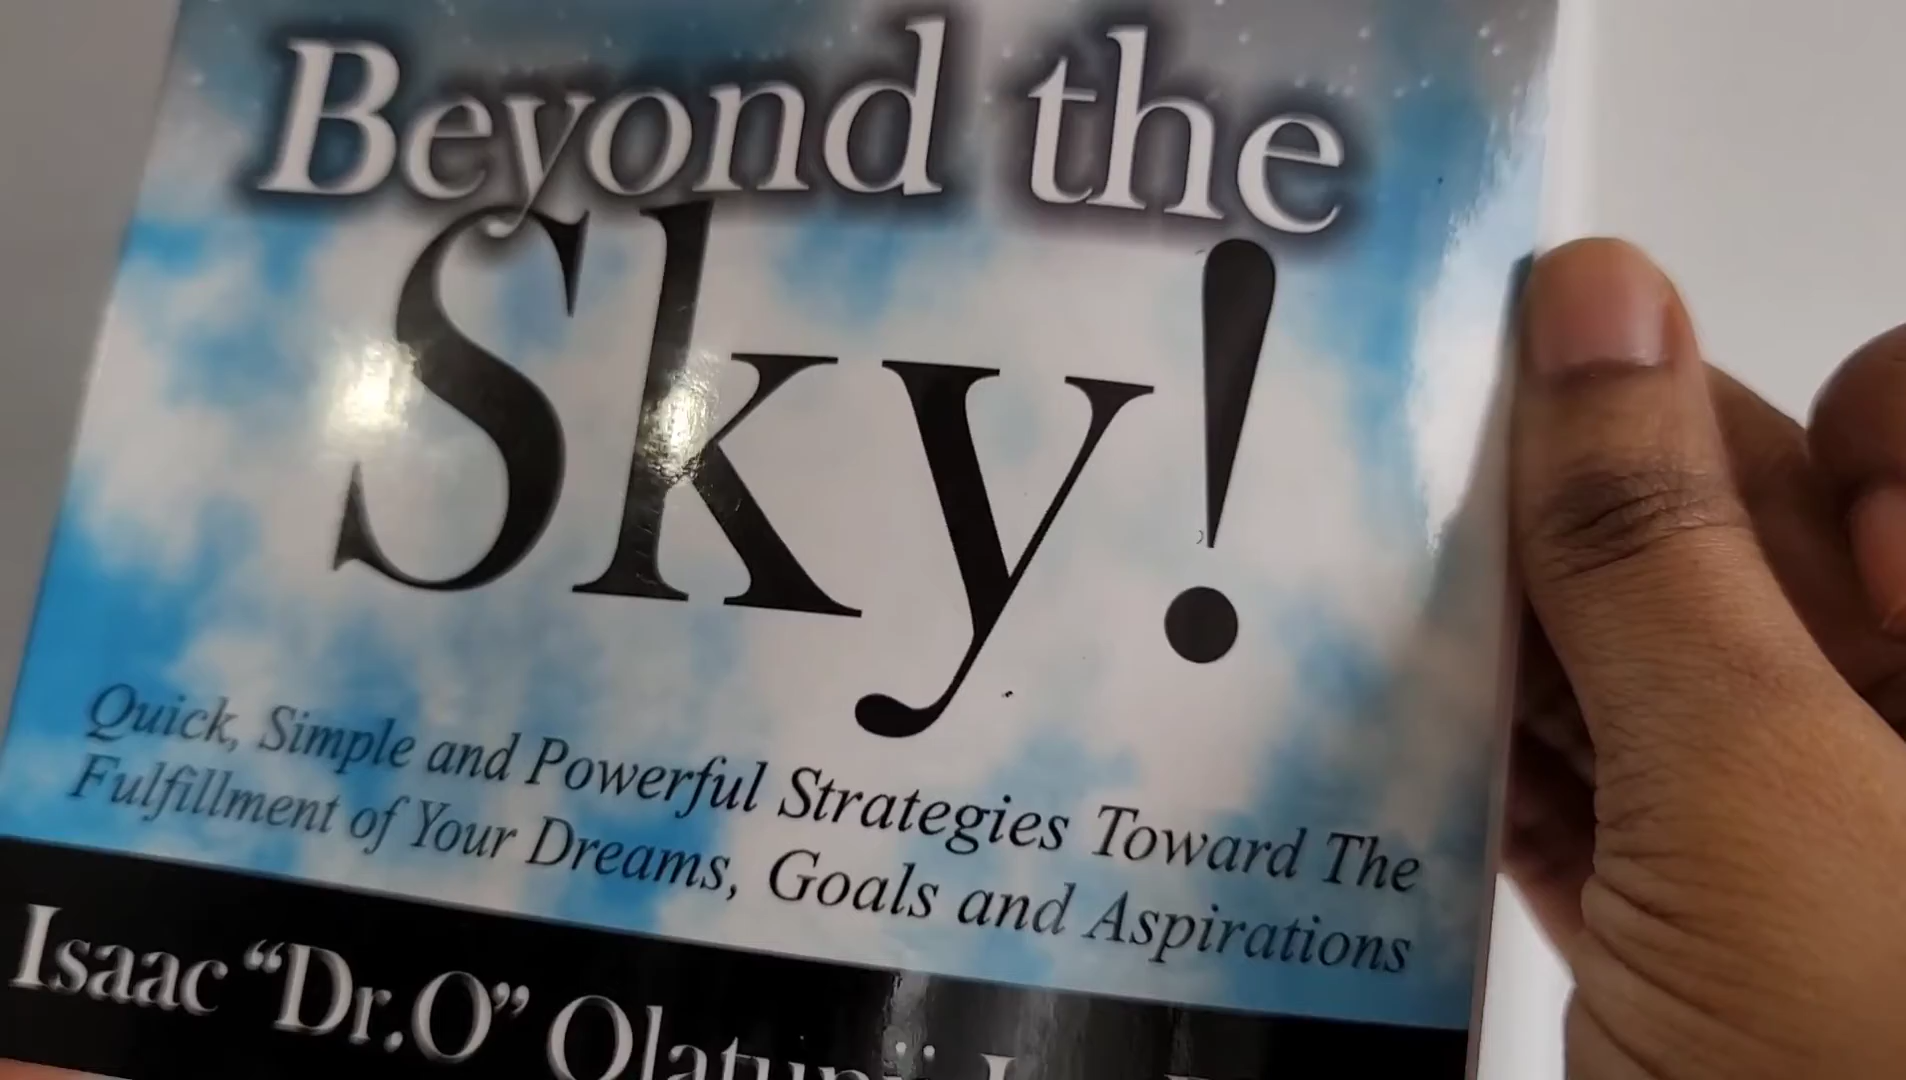 Beyond the
Sky!
Quick, Simple and Powerful Strategies Toward The
Fulfillment of Your Dreams, Goals and Aspirations
Isaac “Dr.O” Olatunji